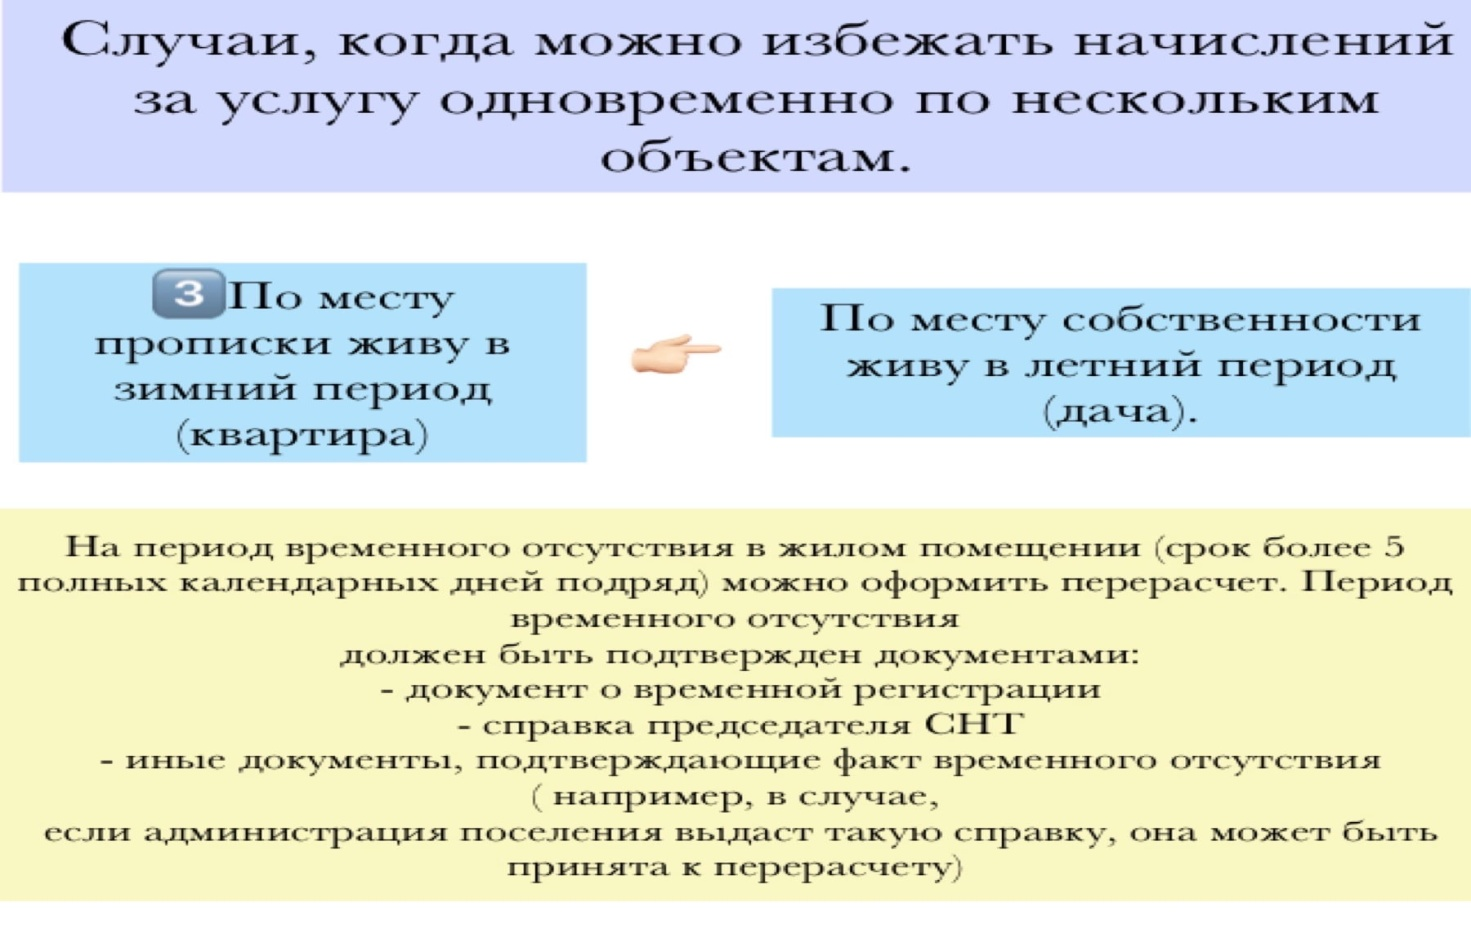 Случаи, когда можно избежать начислений
за услугу одновременно по нескольким
объектам.
3 По месту
прописки живу в
зимний период
(квартира)
По месту собственности
живу в летний период
(дача).
На период временного отсутствия в жилом помещении (срок более 5
полных календарных дней подряд) можно оформить перерасчет. Период
временного отсутствия
должен быть подтвержден документами:
- документ о временной регистрации
- справка председателя СНТ
- иные документы, подтверждающие факт временного отсутствия
( например, в случае,
если администрация поселения выдаст такую справку, она может быть
принята к перерасчету)